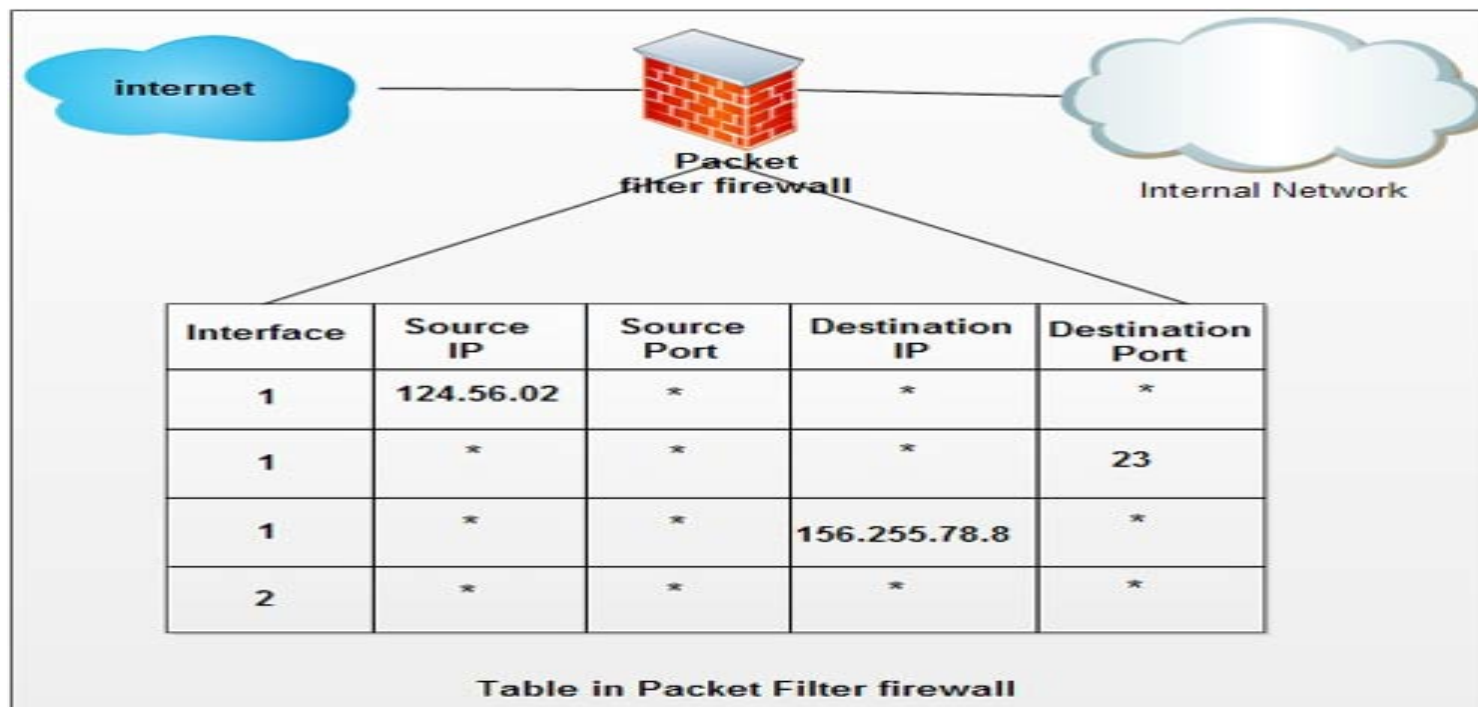 internet
Packet
filter firewall
Internal Network
Interface Source IP Source Port Destination IP Destination Port
1 124.56.02 * * *
1 * * * 23
1 * * 156.255.78.8 *
2 * * * *
Table in Packet Filter firewall